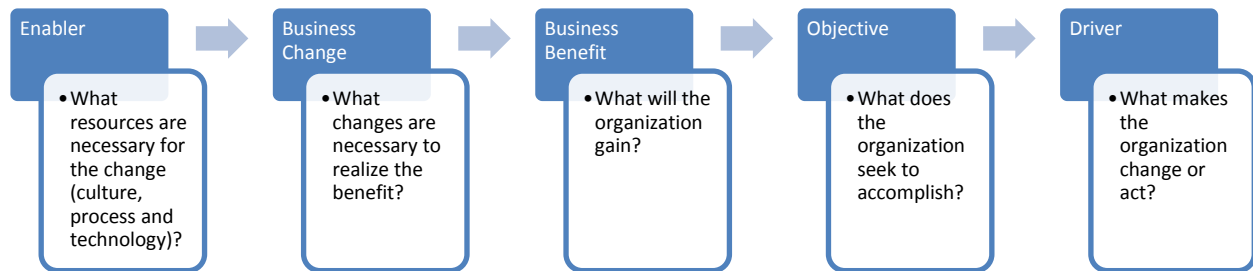 Enabler
•What
resources are
necessary for
the change
(culture,
process and
technology)?
Business
Change
•What
changes are
necessary to
realize the
benefit?
Business
Benefit
•What will the
organization
gain?
Objective
•What does
the
organization
seek to
accomplish?
Driver
•What makes
the
organization
change or
act?